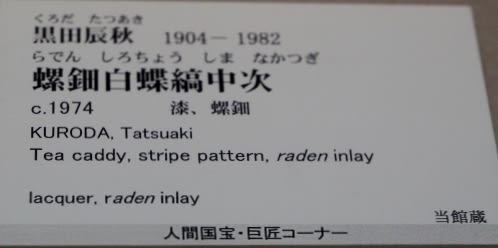 くろだ たつあき
黒田辰秋 1904－1982
らでん しろちょう しま なかつぎ
螺鈿白蝶縞中次
c.1974 漆、螺鈿
KURODA, Tatsuaki
Tea caddy, stripe pattern, raden inlay
lacquer, raden inlay
当館蔵
人間国宝・巨匠コーナー